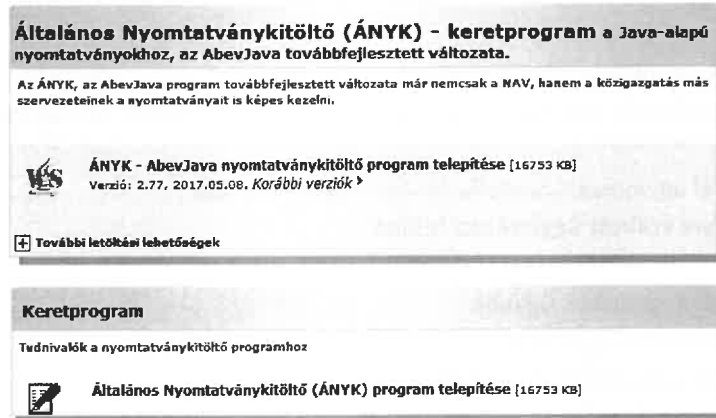 Általános Nyomtatványkitöltő (ÁNYK) - keretprogram a Java-alapú
nyomtatványokhoz, az AbevJava továbbfejlesztett változata.
Az ÁNYK, az AbevJava program továbbfejlesztett változata már nemcsak a NAV, hanem a közigazgatás más
szervezeteinek a nyomtatványait is képes kezelni.
ÁNYK - AbevJava nyomtatványkitöltő program telepítése [16753 KB]
Verzió: 2.77, 2017.05.08. Korábbi verziók
További letöltési lehetőségek
Keretprogram
Tudnivalók a nyomtatványkitöltő programhoz
Általános Nyomtatványkitöltő (ÁNYK) program telepítése [16753 KB]